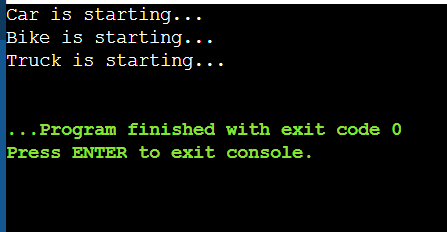 Car is starting...
Bike is starting...
Truck is starting...
...Program finished with exit code 0
Press ENTER to exit console.